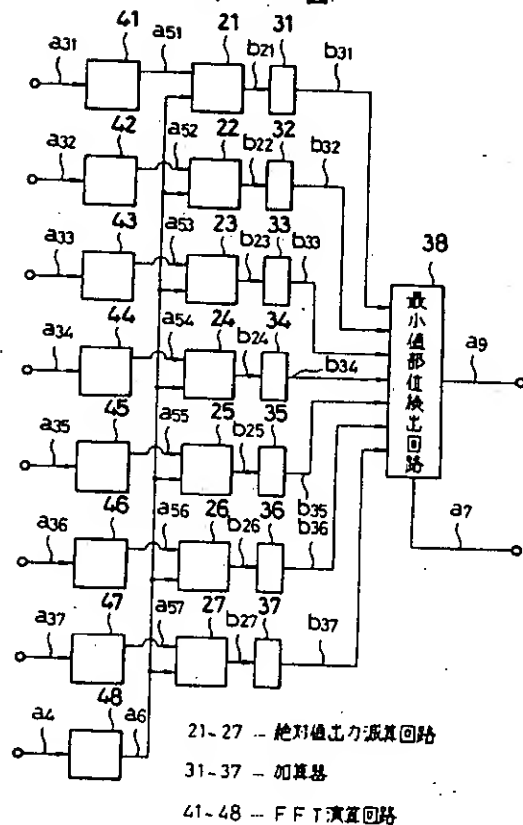 図
41 a51 21 31
a31 b21 b31
42 22 32
a32 a52 b22 b32
43 23 33
a33 a53 b23 b33 38
44 24 34
a34 a54 b24 b34 a9
最小値部位検出回路
45 25 35
a35 a55 b25 b35
46 26 36
a36 a56 b26 b36 a7
47 27 37
a37 a57 b27 b37
48
a4 a6
21~27 -- 絶対値出力減算回路
31~37 -- 加算器
41~48 -- FFT演算回路